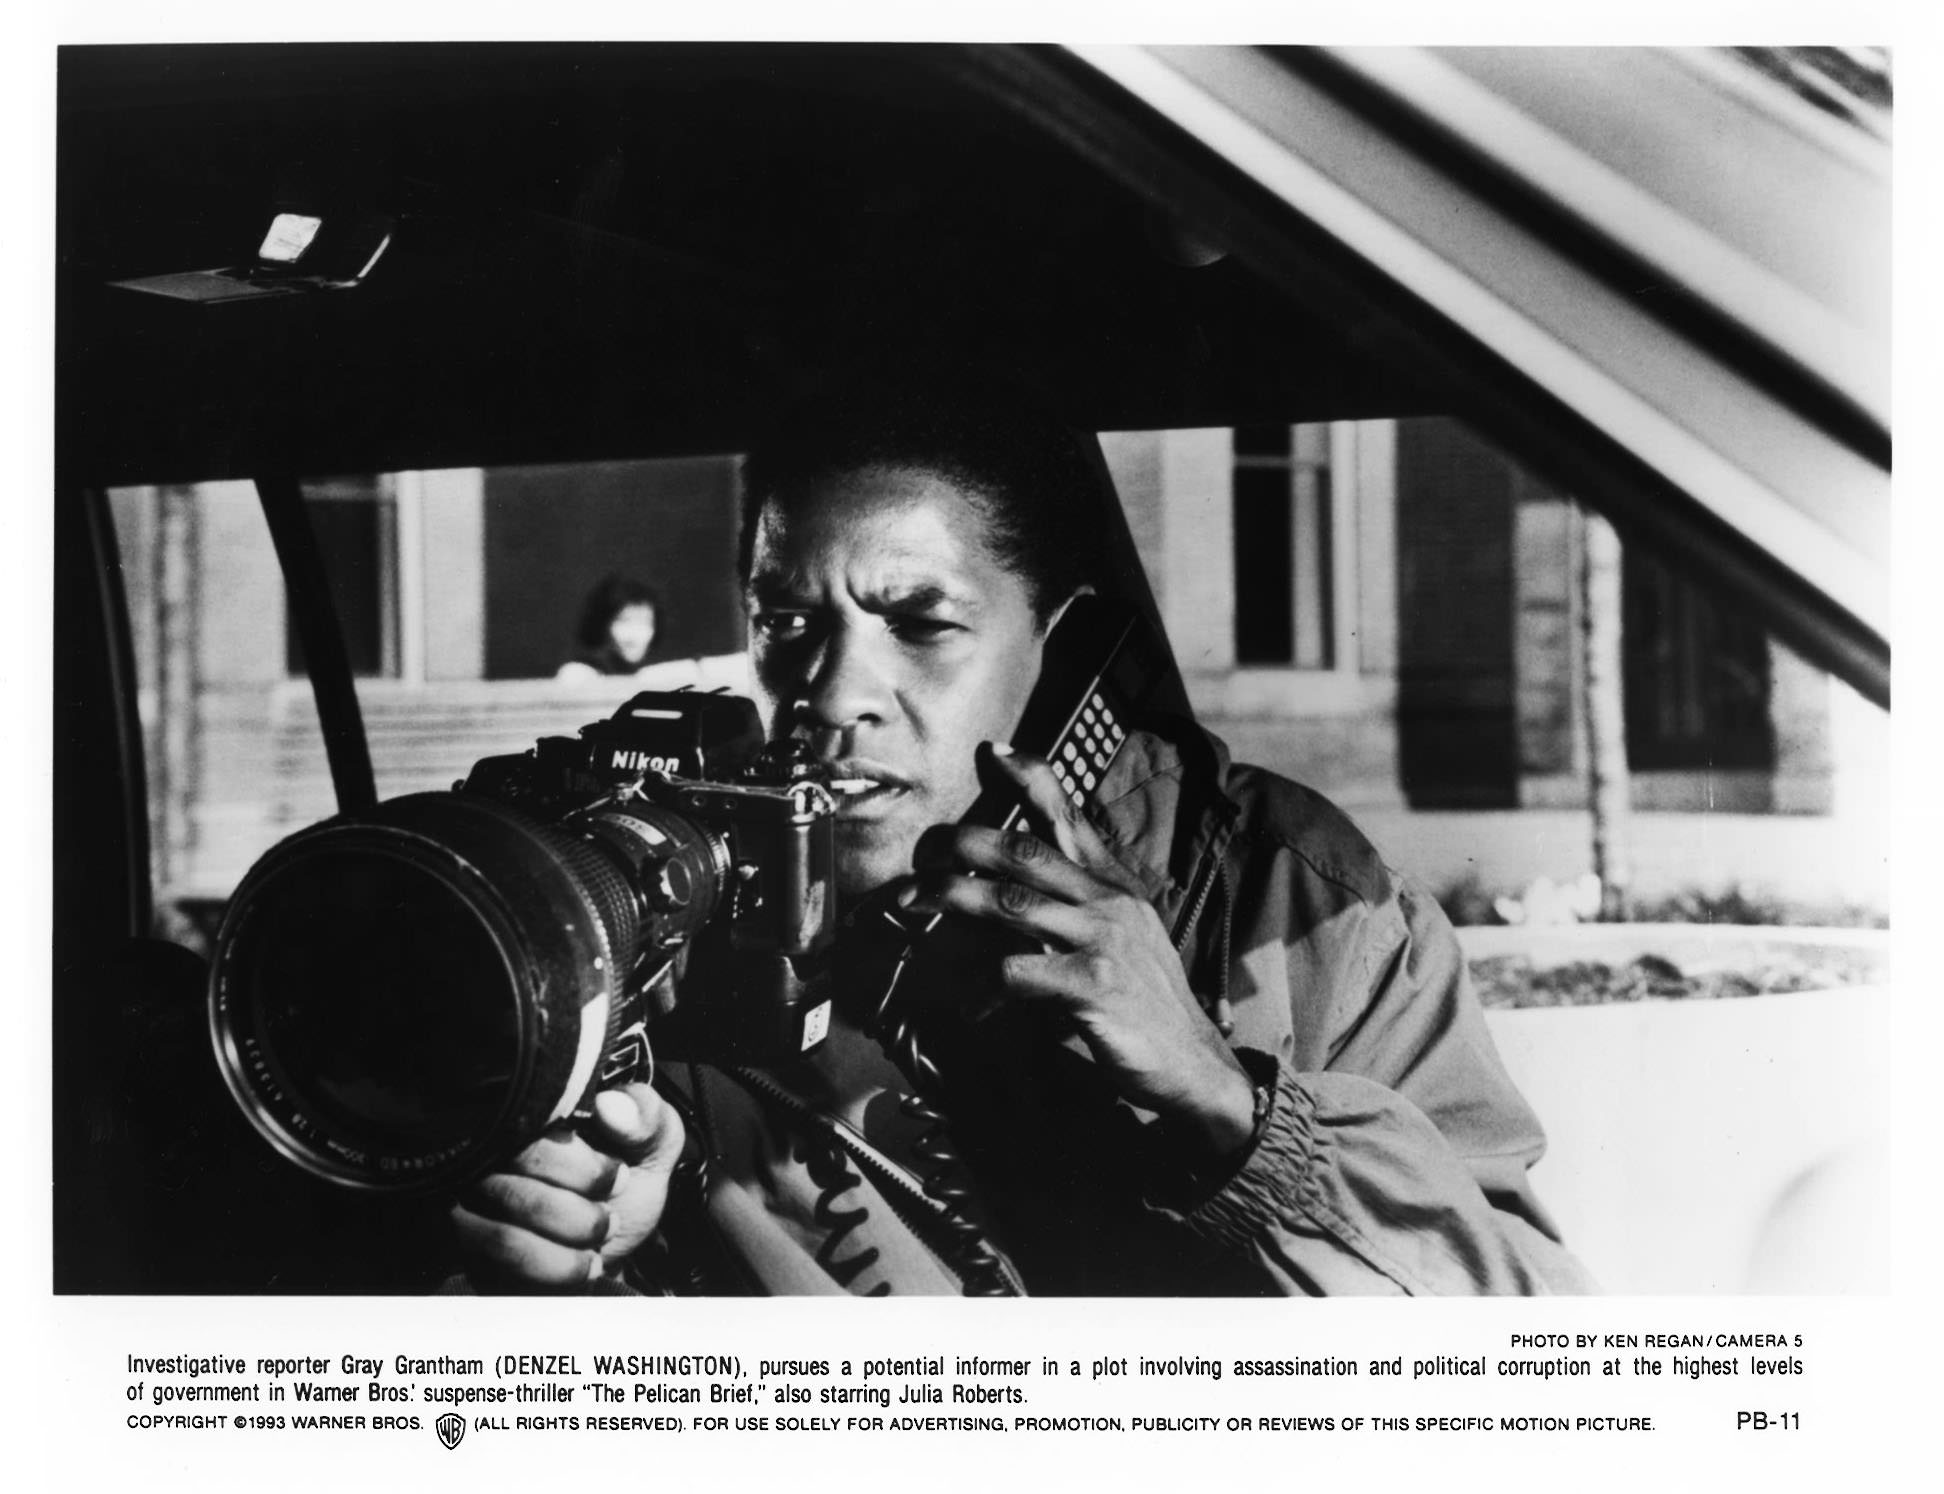 Nikon
PHOTO BY KEN REGAN/CAMERA 5
Investigative reporter Gray Grantham (DENZEL WASHINGTON), pursues a potential informer in a plot involving assassination and political corruption at the highest levels
of government in Warner Bros.' suspense-thriller "The Pelican Brief," also starring Julia Roberts.
COPYRIGHT ©1993 WARNER BROS. WB (ALL RIGHTS RESERVED). FOR USE SOLELY FOR ADVERTISING, PROMOTION, PUBLICITY OR REVIEWS OF THIS SPECIFIC MOTION PICTURE. PB-11